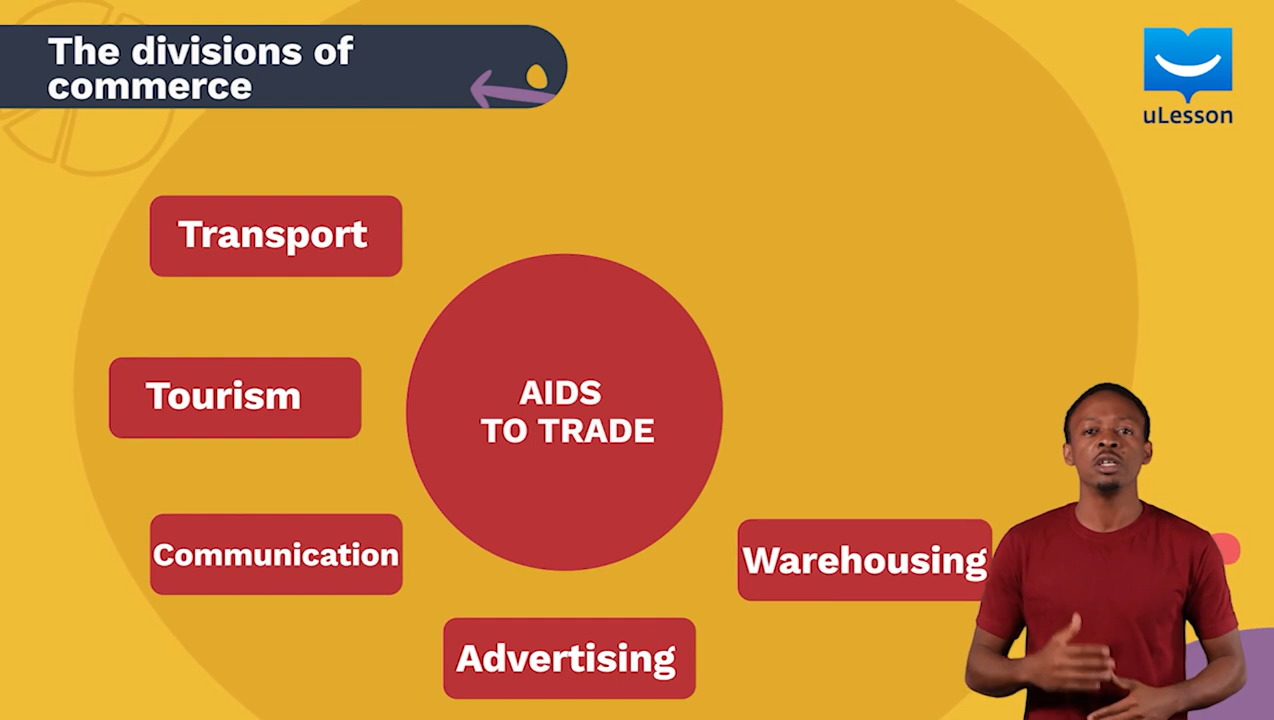 The divisions of
commerce
uLesson
Transport
Tourism
Communication
Advertising
Warehousing
AIDS
TO TRADE